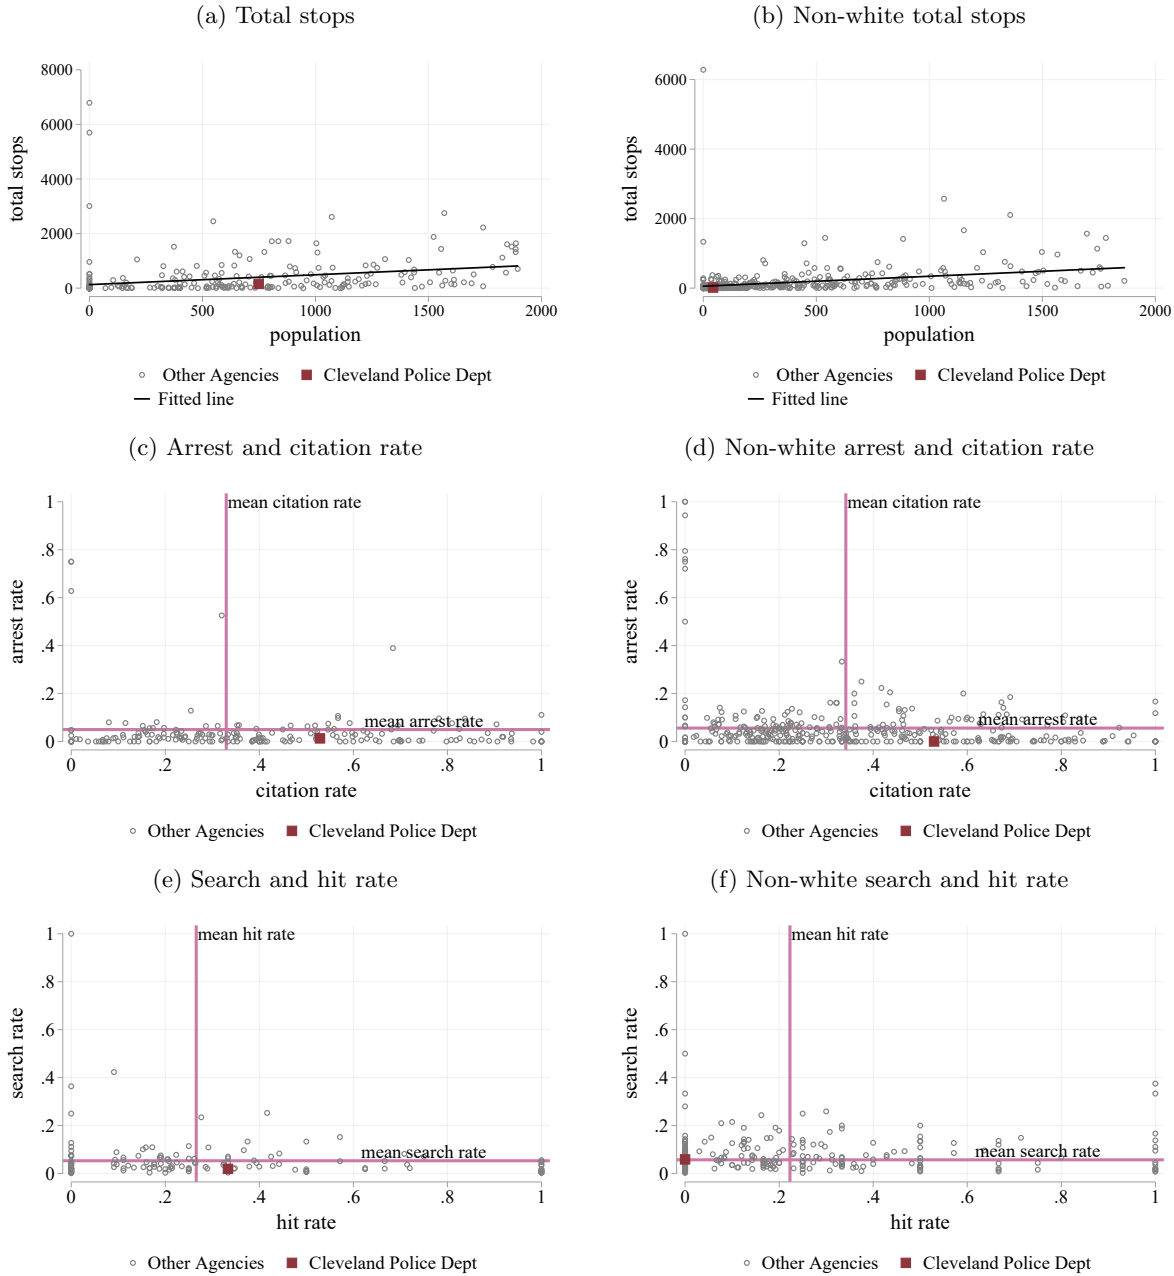 (a) Total stops
(b) Non-white total stops
8000
6000
4000
2000
0
total stops
0
500
1000
1500
2000
population
Other Agencies
Cleveland Police Dept
Fitted line
6000
4000
2000
0
total stops
0
500
1000
1500
2000
population
Other Agencies
Cleveland Police Dept
Fitted line
(c) Arrest and citation rate
(d) Non-white arrest and citation rate
1
.8
.6
.4
.2
0
arrest rate
mean citation rate
mean arrest rate
0
.2
.4
.6
.8
1
citation rate
Other Agencies
Cleveland Police Dept
1
.8
.6
.4
.2
0
arrest rate
mean citation rate
mean arrest rate
0
.2
.4
.6
.8
1
citation rate
Other Agencies
Cleveland Police Dept
(e) Search and hit rate
(f) Non-white search and hit rate
1
.8
.6
.4
.2
0
search rate
mean hit rate
mean search rate
0
.2
.4
.6
.8
1
hit rate
Other Agencies
Cleveland Police Dept
1
.8
.6
.4
.2
0
search rate
mean hit rate
mean search rate
0
.2
.4
.6
.8
1
hit rate
Other Agencies
Cleveland Police Dept